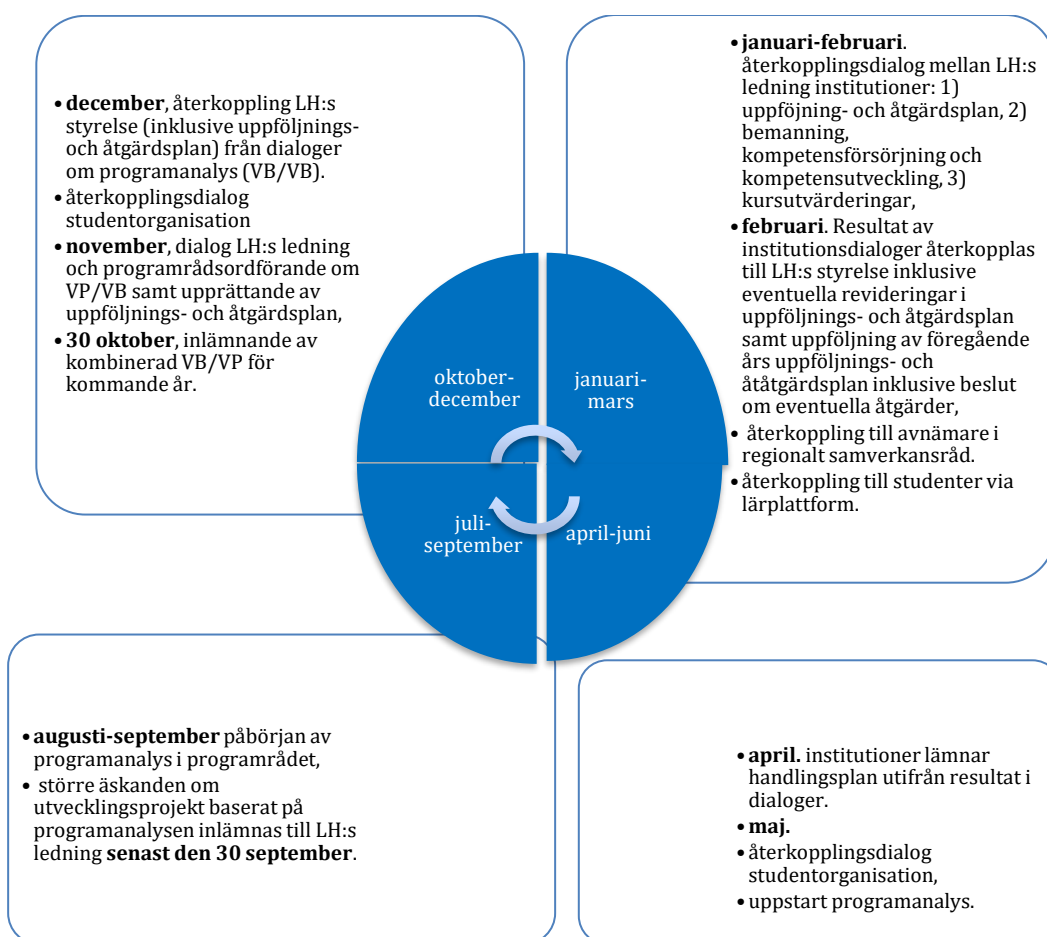 • december, återkoppling LH:s
styrelse (inklusive uppföljnings-
och åtgärdsplan) från dialoger
om programanalys (VB/VB).
• återkopplingsdialog
studentorganisation
• november, dialog LH:s ledning
och programrådsordförande om
VP/VB samt upprättande av
uppföljnings- och åtgärdsplan,
• 30 oktober, inlämnande av
kombinerad VB/VP för
kommande år.
• januari-februari.
återkopplingsdialog mellan LH:s
ledning institutioner: 1)
uppföjning- och åtgärdsplan, 2)
bemanning,
kompetensförsörjning och
kompetensutveckling, 3)
kursutvärderingar,
• februari. Resultat av
institutionsdialoger återkopplas
till LH:s styrelse inklusive
eventuella revideringar i
uppföljnings- och åtgärdsplan
samt uppföljning av föregående
års uppföljnings- och
åtåtgärdsplan inklusive beslut
om eventuella åtgärder,
• återkoppling till avnämare i
regionalt samverkansråd.
• återkoppling till studenter via
lärplattform.
oktober-
december
januari-
mars
juli-
september
april-juni
• augusti-september påbörjan av
programanalys i programrådet,
• större äskanden om
utvecklingsprojekt baserat på
programanalysen inlämnas till LH:s
ledning senast den 30 september.
• april. institutioner lämnar
handlingsplan utifrån resultat i
dialoger.
• maj.
• återkopplingsdialog
studentorganisation,
• uppstart programanalys.